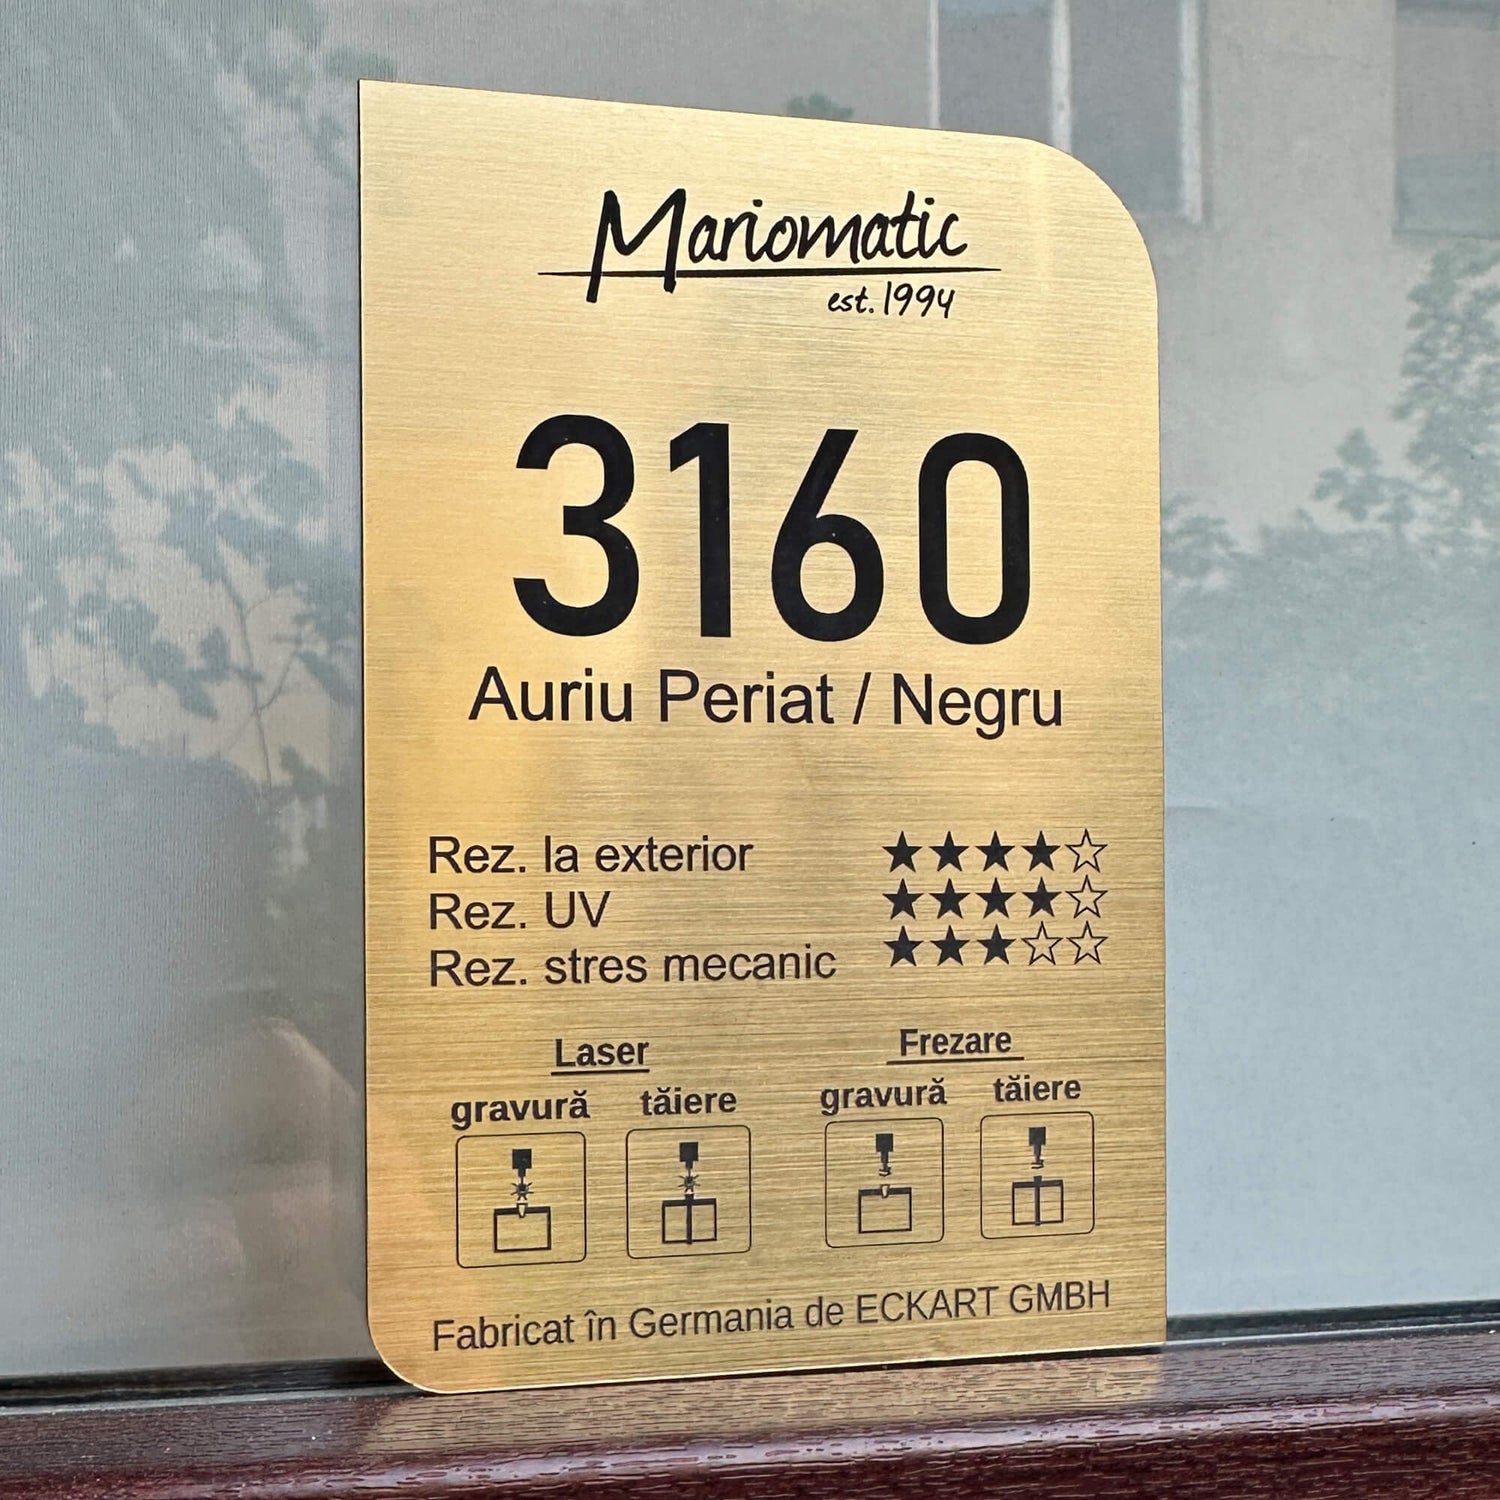 Mariomatic
est. 1994
3160
Auriu Periat / Negru
Rez. la exterior ★★★★☆
Rez. UV ★★★★☆
Rez. stres mecanic ★★★☆☆
Laser Frezare
gravură tăiere gravură tăiere
Fabricat în Germania de ECKART GMBH